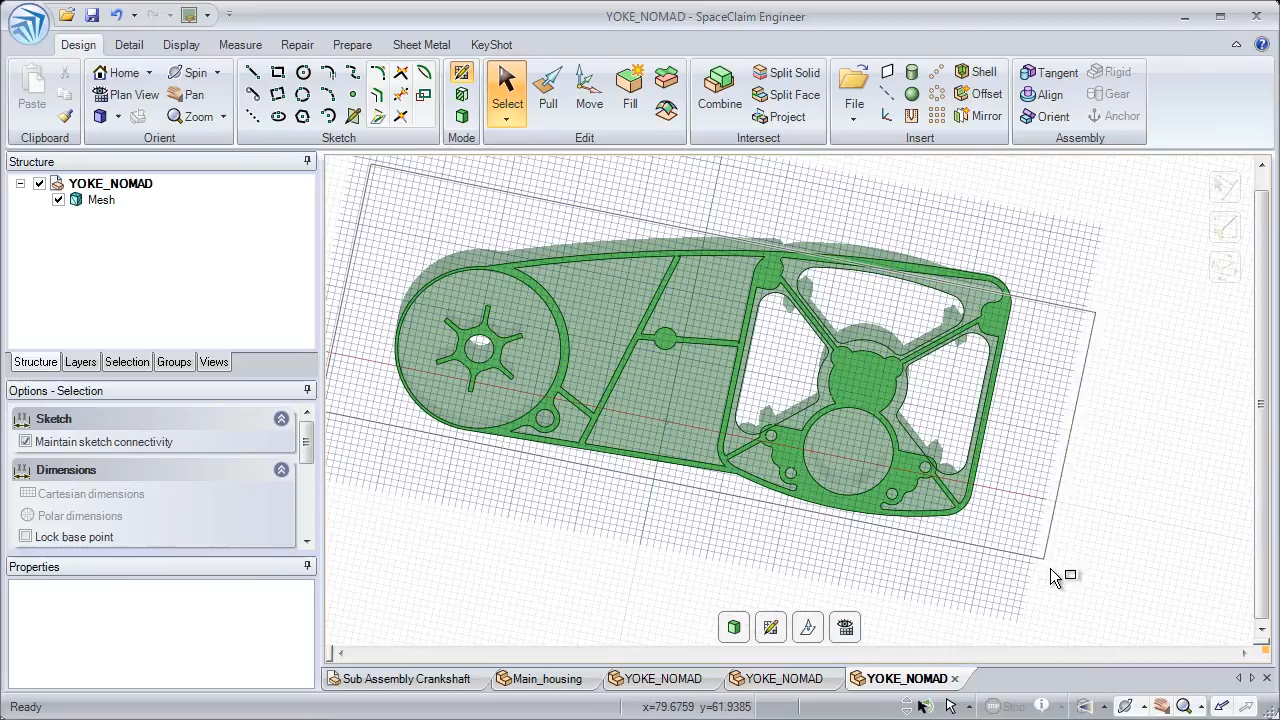 YOKE_NOMAD - SpaceClaim Engineer
Design Detail Display Measure Repair Prepare Sheet Metal KeyShot
Paste
Clipboard
Home Spin
Plan View Pan
Zoom
Orient
Sketch
Mode
Select Pull Move Fill
Edit
Combine
Split Solid
Split Face
Project
Intersect
File
Shell
Offset
Mirror
Insert
Tangent Rigid
Align Gear
Orient Anchor
Assembly
Structure
YOKE_NOMAD
Mesh
Structure Layers Selection Groups Views
Options - Selection
Sketch
Maintain sketch connectivity
Dimensions
Cartesian dimensions
Polar dimensions
Lock base point
Properties
Sub Assembly Crankshaft Main_housing YOKE_NOMAD YOKE_NOMAD YOKE_NOMAD
Ready x=79.6759 y=61.9385 Stop